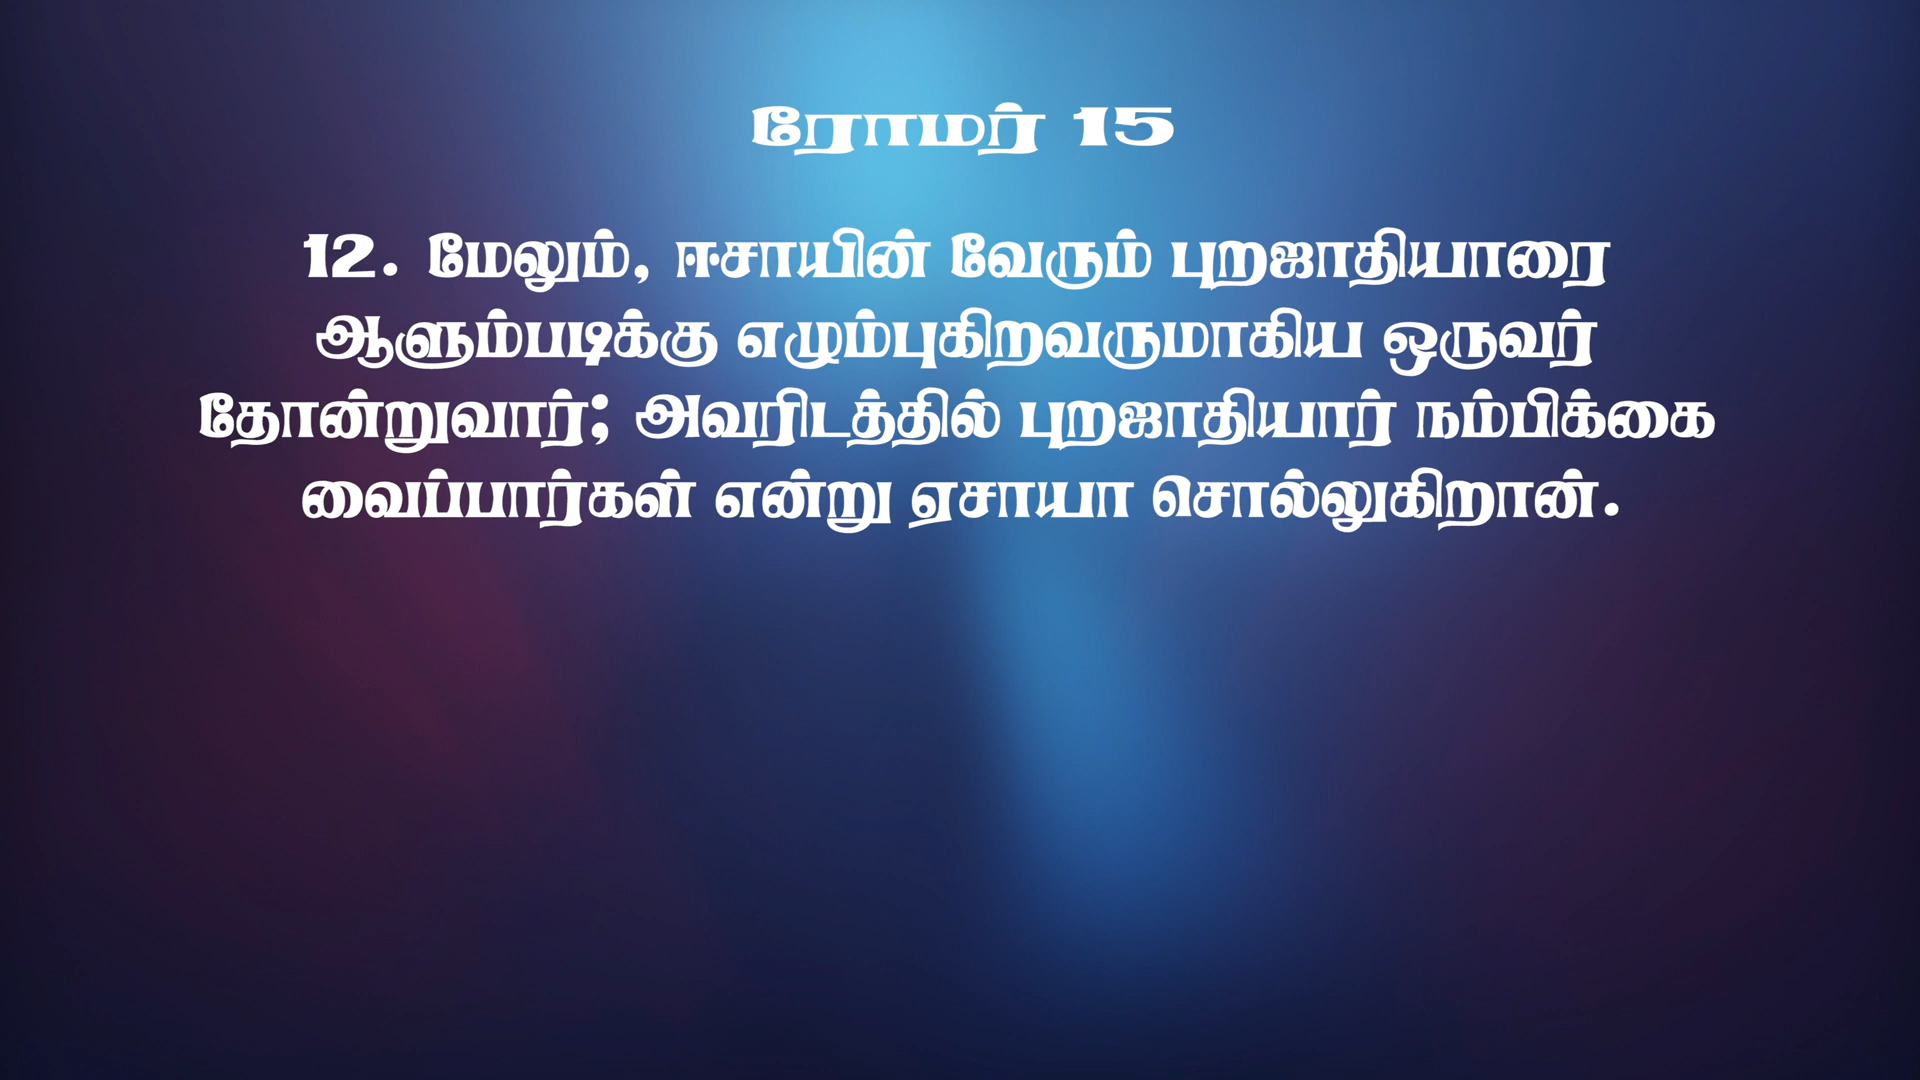 ரோமர் 15
12. மேலும், ஈசாயின் வேரும் புறஜாதியாரை
ஆளும்படிக்கு எழும்புகிறவருமாகிய ஒருவர்
தோன்றுவார்; அவரிடத்தில் புறஜாதியார் நம்பிக்கை
வைப்பார்கள் என்று ஏசாயா சொல்லுகிறான்.